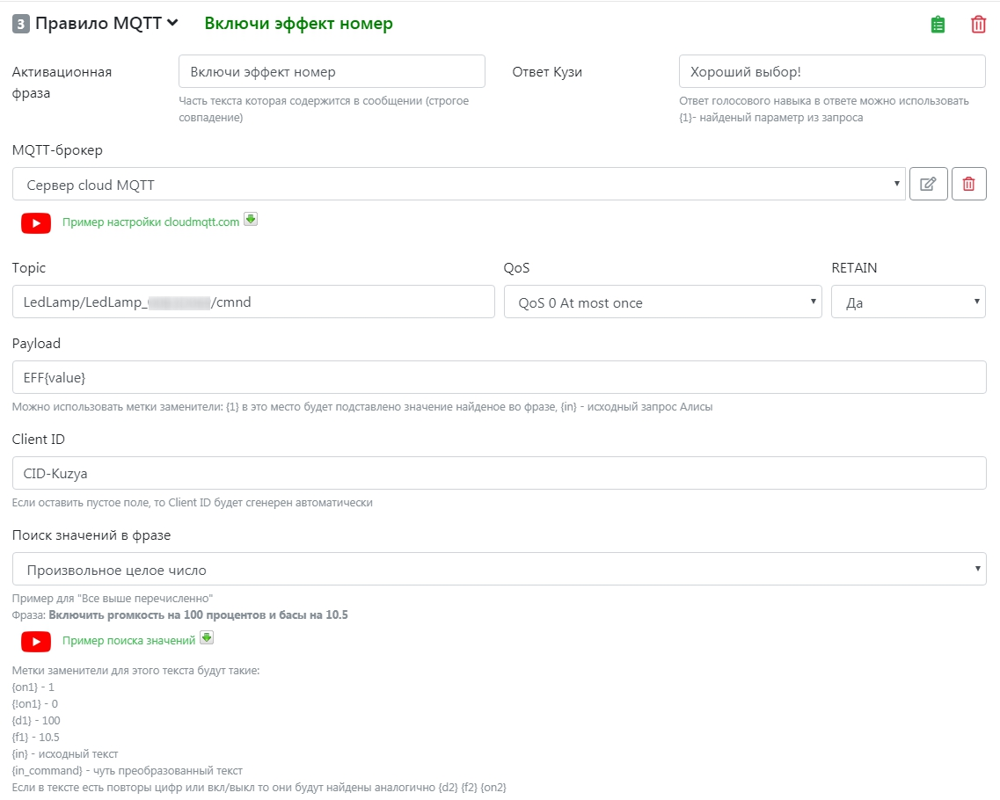 3 Правило MQTT Включи эффект номер
Активационная фраза
Включи эффект номер
Часть текста которая содержится в сообщении (строгое
совпадение)
Ответ Кузи
Хороший выбор!
Ответ голосового навыка в ответе можно использовать
{1}- найденый параметр из запроса
MQTT-брокер
Сервер cloud MQTT
Пример настройки cloudmqtt.com
Topic
LedLamp/LedLamp_ /cmnd
QoS
QoS 0 At most once
RETAIN
Да
Payload
EFF{value}
Можно использовать метки заменители: {1} в это место будет подставлено значение найденое во фразе, {in} - исходный запрос Алисы
Client ID
CID-Kuzya
Если оставить пустое поле, то Client ID будет сгенерен автоматически
Поиск значений в фразе
Произвольное целое число
Пример для "Все выше перечисленно"
Фраза: Включить ргомкость на 100 процентов и басы на 10.5
Пример поиска значений
Метки заменители для этого текста будут такие:
{on1} - 1
{!on1} - 0
{d1} - 100
{f1} - 10.5
{in} - исходный текст
{in_command} - чуть преобразованный текст
Если в тексте есть повторы цифр или вкл/выкл то они будут найдены аналогично {d2} {f2} {on2}